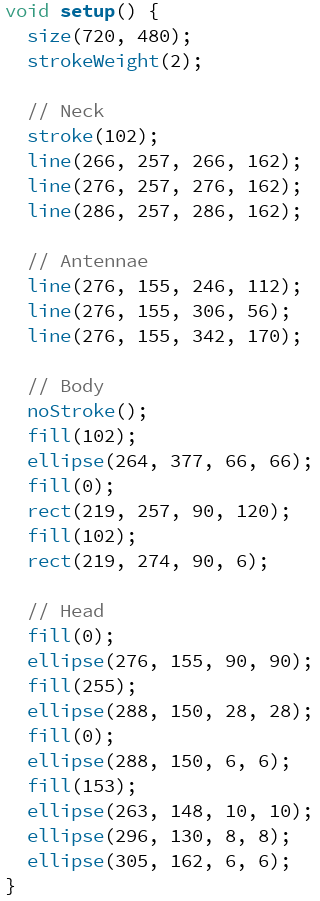 void setup() {
  size(720, 480);
  strokeWeight(2);

  // Neck
  stroke(102);
  line(266, 257, 266, 162);
  line(276, 257, 276, 162);
  line(286, 257, 286, 162);

  // Antennae
  line(276, 155, 246, 112);
  line(276, 155, 306, 56);
  line(276, 155, 342, 170);

  // Body
  noStroke();
  fill(102);
  ellipse(264, 377, 66, 66);
  fill(0);
  rect(219, 257, 90, 120);
  fill(102);
  rect(219, 274, 90, 6);

  // Head
  fill(0);
  ellipse(276, 155, 90, 90);
  fill(255);
  ellipse(288, 150, 28, 28);
  fill(0);
  ellipse(288, 150, 6, 6);
  fill(153);
  ellipse(263, 148, 10, 10);
  ellipse(296, 130, 8, 8);
  ellipse(305, 162, 6, 6);
}